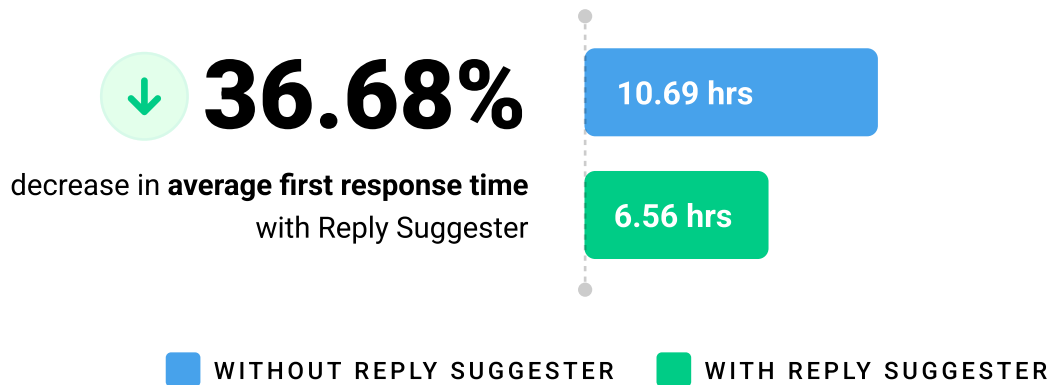 36.68%
decrease in average first response time
with Reply Suggester
10.69 hrs
6.56 hrs
WITHOUT REPLY SUGGESTER
WITH REPLY SUGGESTER